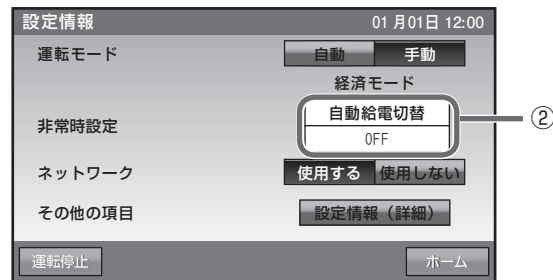 設定情報 01月01日 12:00
運転モード 自動 手動
経済モード
非常時設定 自動給電切替
OFF
②
ネットワーク 使用する 使用しない
その他の項目 設定情報（詳細）
運転停止 ホーム